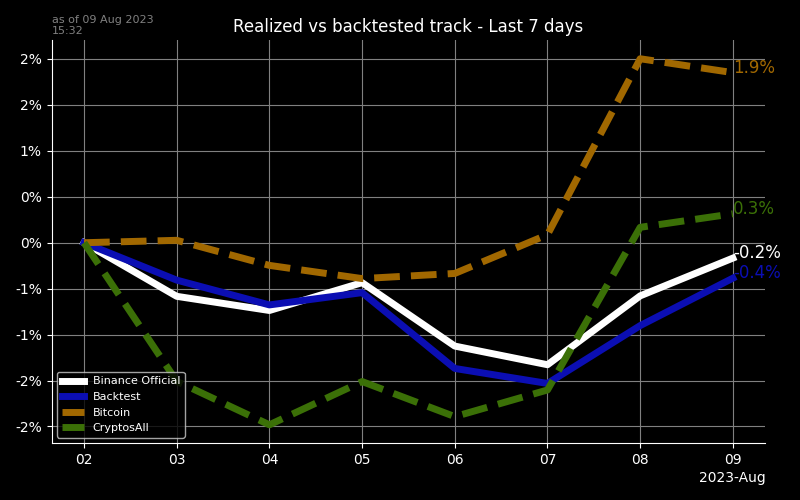 as of 09 Aug 2023
15:32
Realized vs backtested track - Last 7 days
2%
2%
1%
0%
0%
-1%
-1%
-2%
-2%
1.9%
0.3%
-0.2%
-0.4%
Binance Official
Backtest
Bitcoin
CryptosAll
02 03 04 05 06 07 08 09
2023-Aug